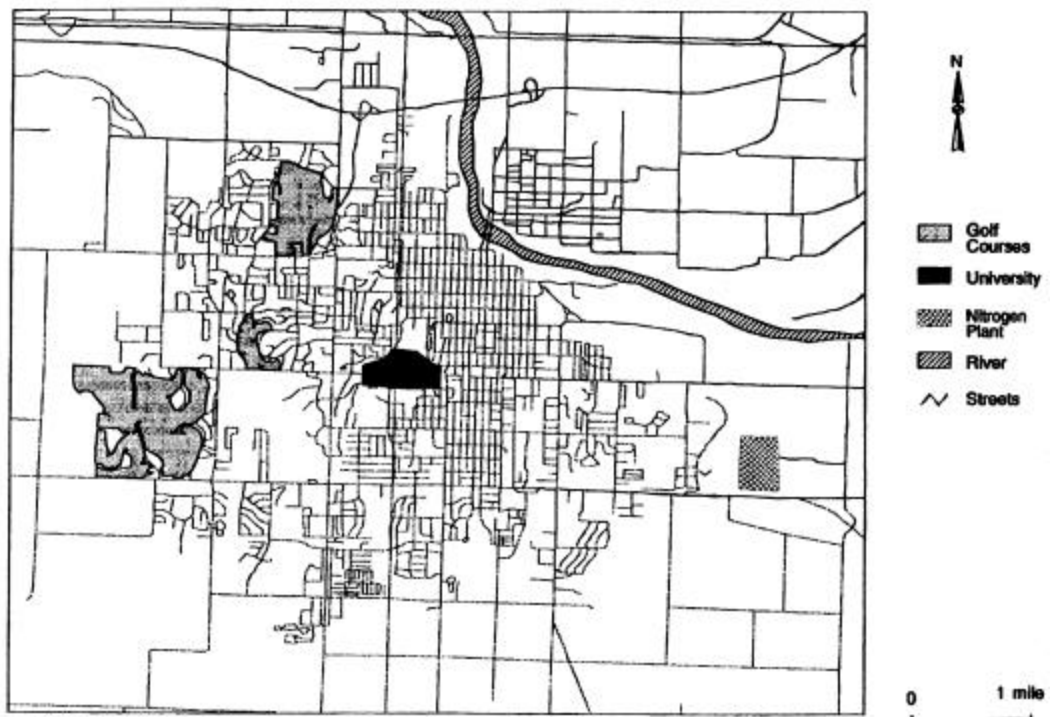 N
Golf
Courses
University
Nitrogen
Plant
River
Streets
0 1 mile